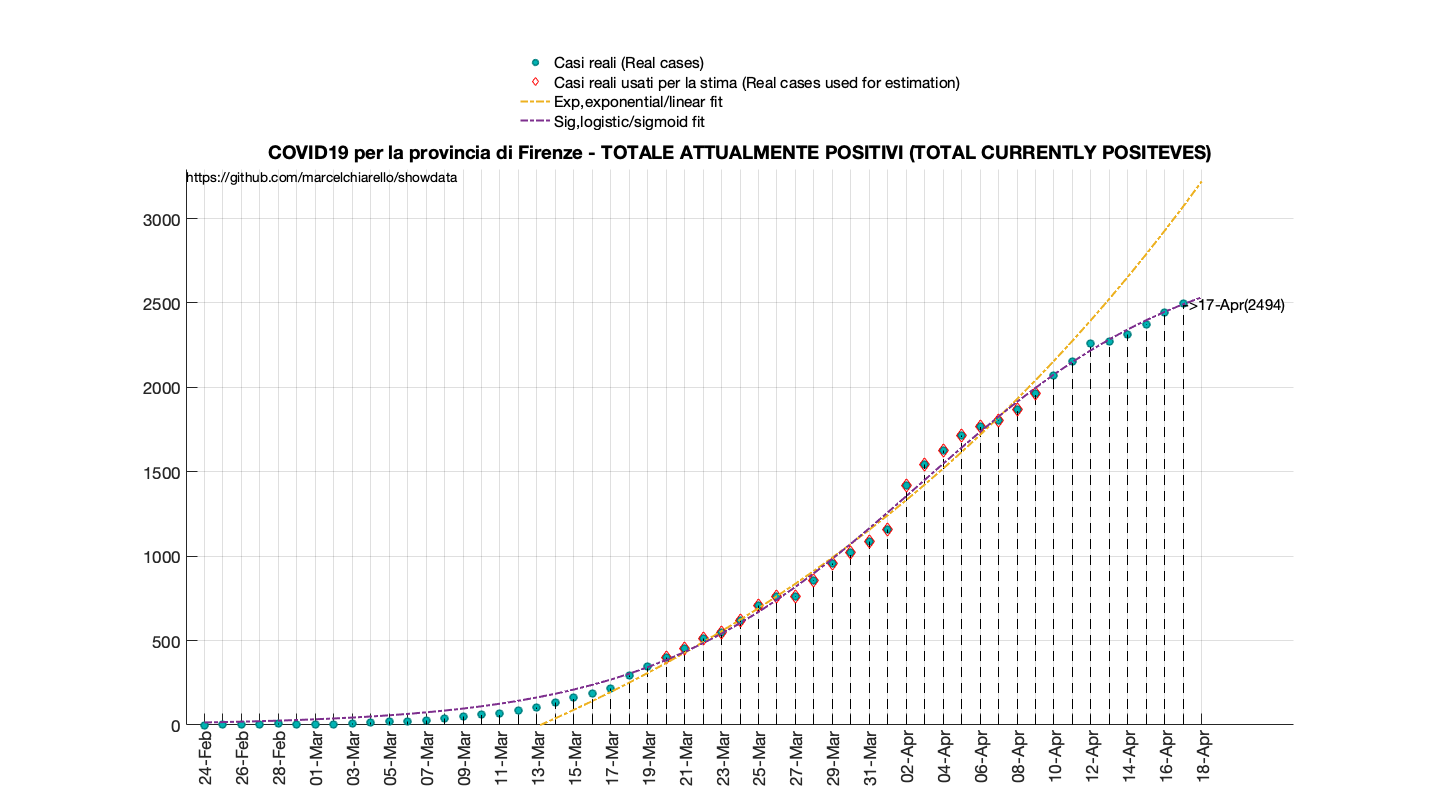 Casi reali (Real cases)
Casi reali usati per la stima (Real cases used for estimation)
Exp,exponential/linear fit
Sig,logistic/sigmoid fit
COVID19 per la provincia di Firenze - TOTALE ATTUALMENTE POSITIVI (TOTAL CURRENTLY POSITEVES)
https://github.com/marcelchiarello/showdata
3000
2500
2000
1500
1000
500
0
->17-Apr(2494)
24-Feb
26-Feb
28-Feb
01-Mar
03-Mar
05-Mar
07-Mar
09-Mar
11-Mar
13-Mar
15-Mar
17-Mar
19-Mar
21-Mar
23-Mar
25-Mar
27-Mar
29-Mar
31-Mar
02-Apr
04-Apr
06-Apr
08-Apr
10-Apr
12-Apr
14-Apr
16-Apr
18-Apr